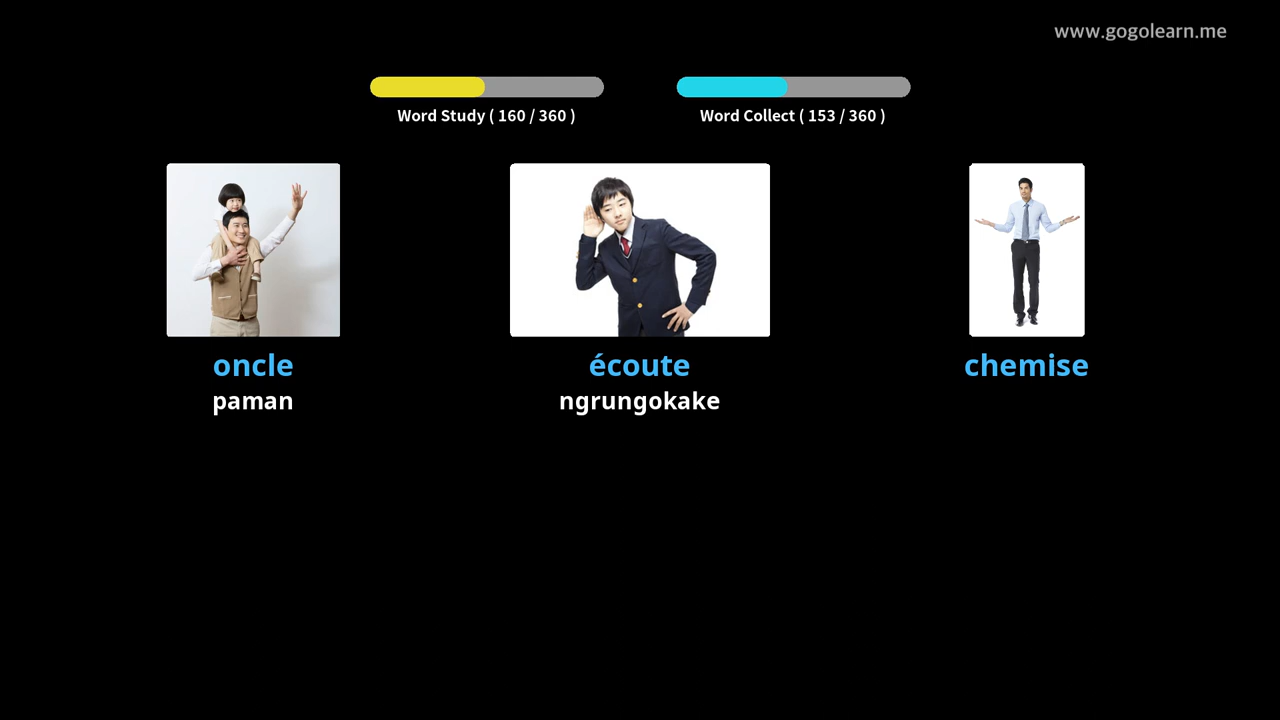 www.gogolearn.me
Word Study ( 160 / 360 )
Word Collect ( 153 / 360 )
oncle
paman
écoute
ngrungokake
chemise